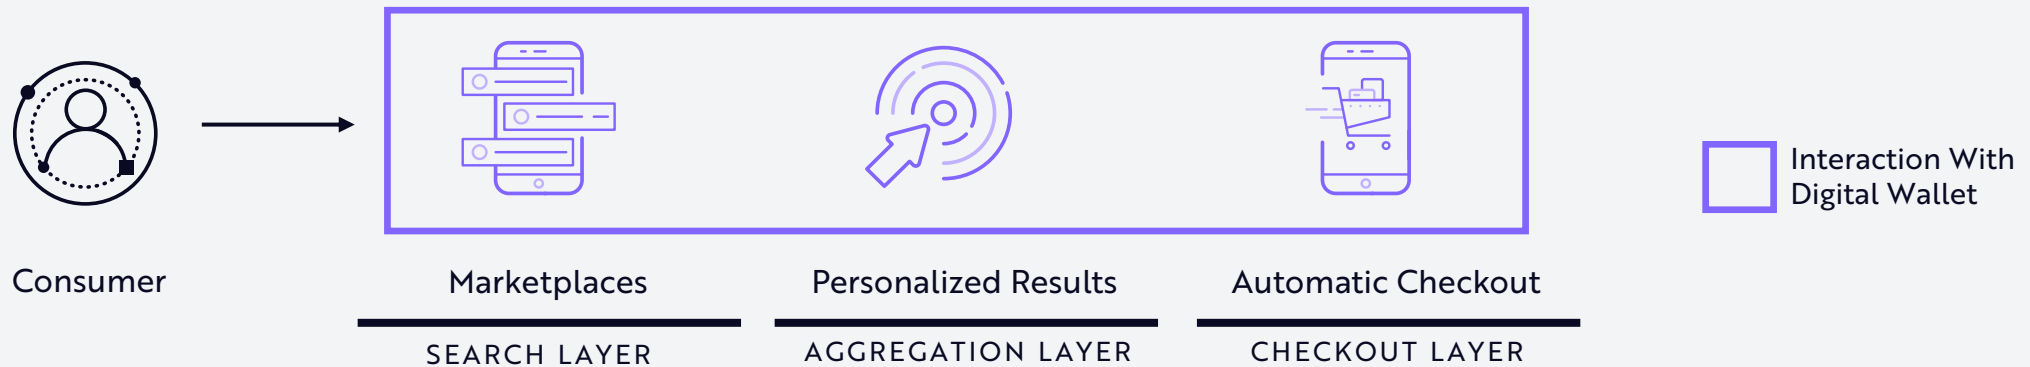 Interaction With
Digital Wallet
Consumer
Marketplaces
Personalized Results
Automatic Checkout
SEARCH LAYER
AGGREGATION LAYER
CHECKOUT LAYER